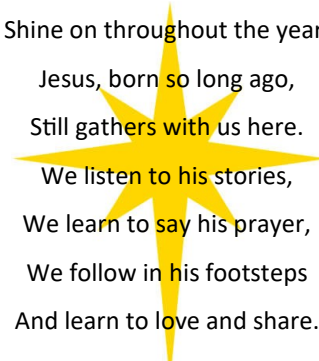 Shine on throughout the year
Jesus, born so long ago,
Still gathers with us here.
We listen to his stories,
We learn to say his prayer,
We follow in his footsteps
And learn to love and share.